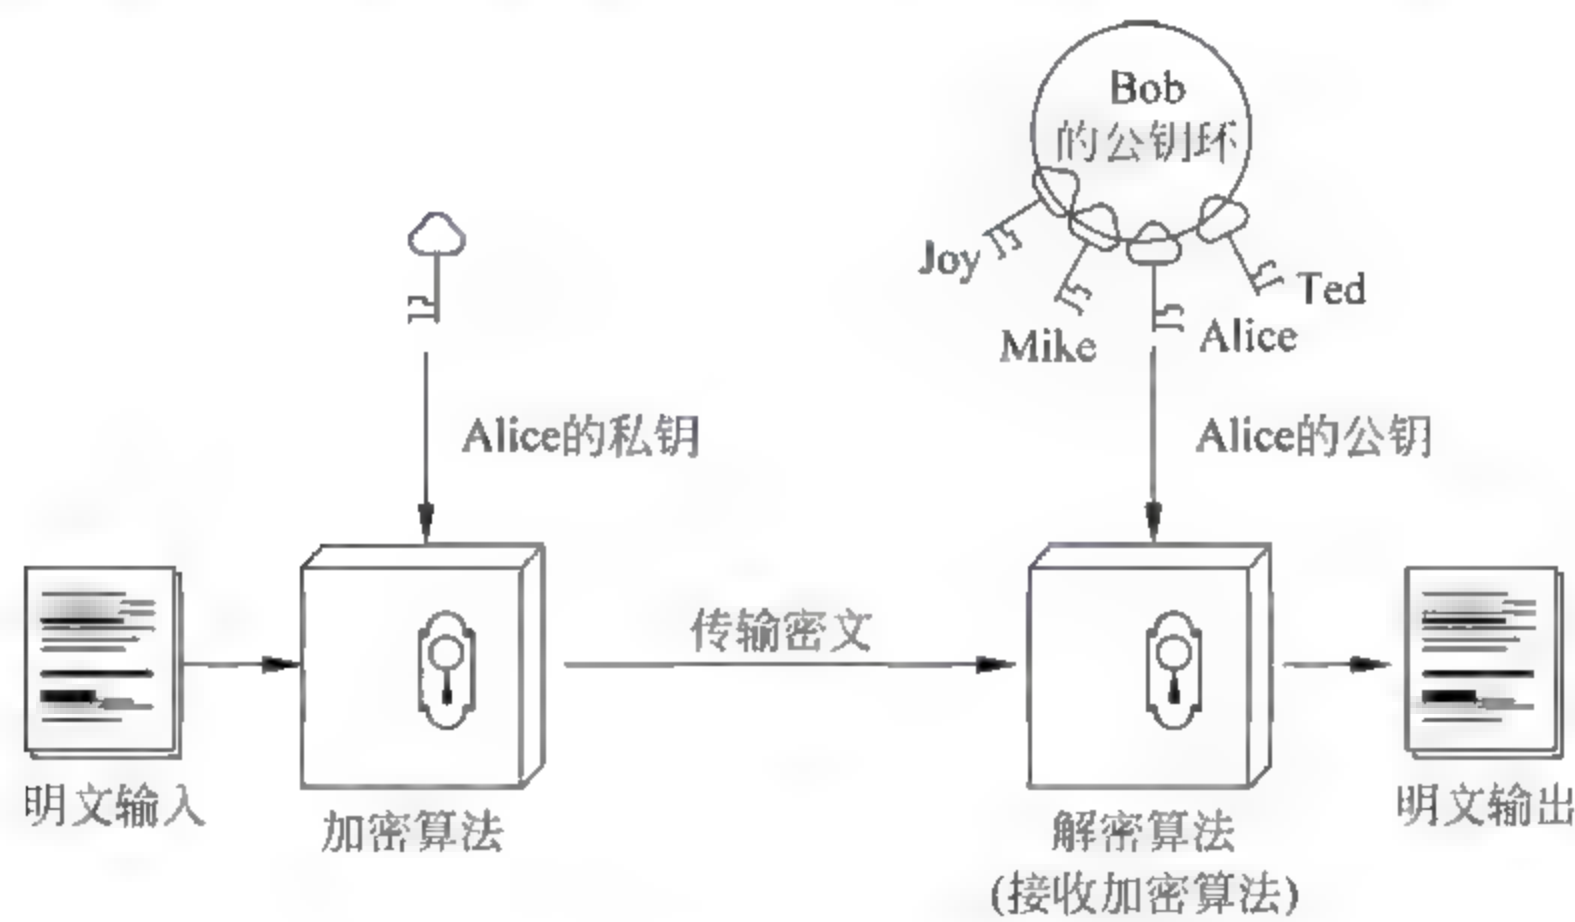 Bob
的公钥环
Joy
Mike
Alice
Ted
Alice的私钥
Alice的公钥
传输密文
明文输入
加密算法
解密算法
(接收加密算法)
明文输出